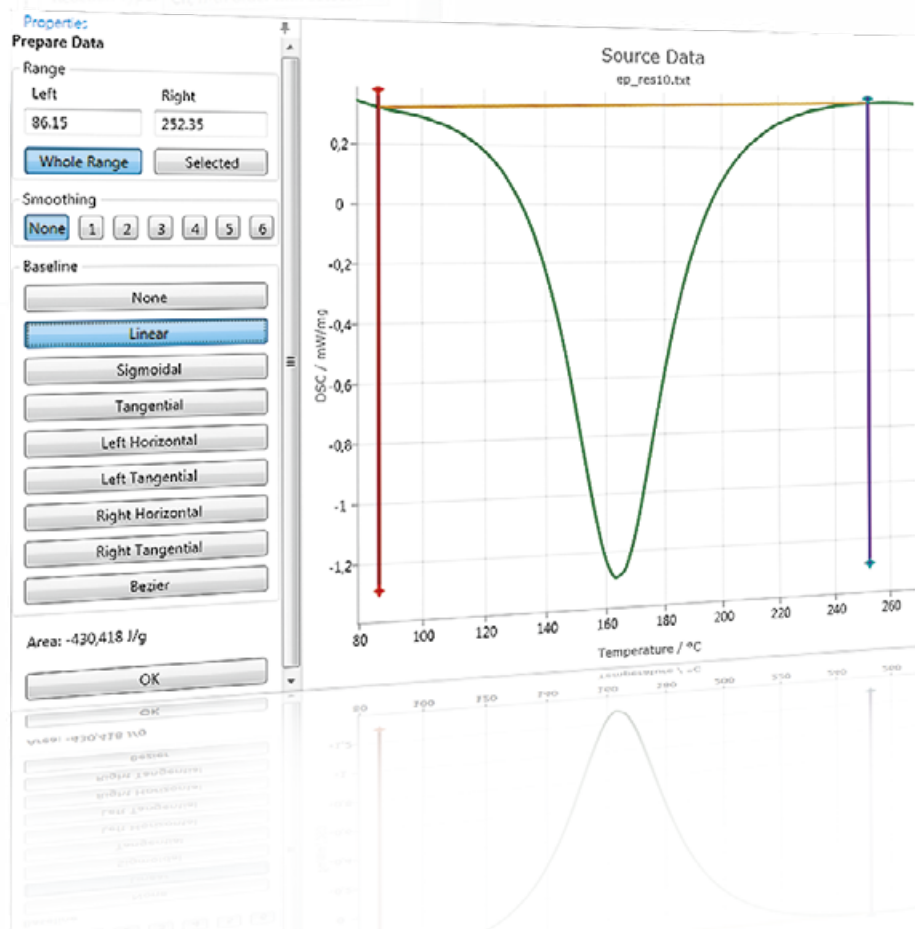 Properties
Prepare Data
Range
Left Right
86.15 252.35
Whole Range Selected
Smoothing
None 1 2 3 4 5 6
Baseline
None
Linear
Sigmoidal
Tangential
Left Horizontal
Left Tangential
Right Horizontal
Right Tangential
Bezier
Area: -430,418 J/g
OK
Source Data
ep_res10.txt
DSC / mW/mg
0,2
0
-0,2
-0,4
-0,6
-0,8
-1
-1,2
80 100 120 140 160 180 200 220 240 260
Temperature / °C